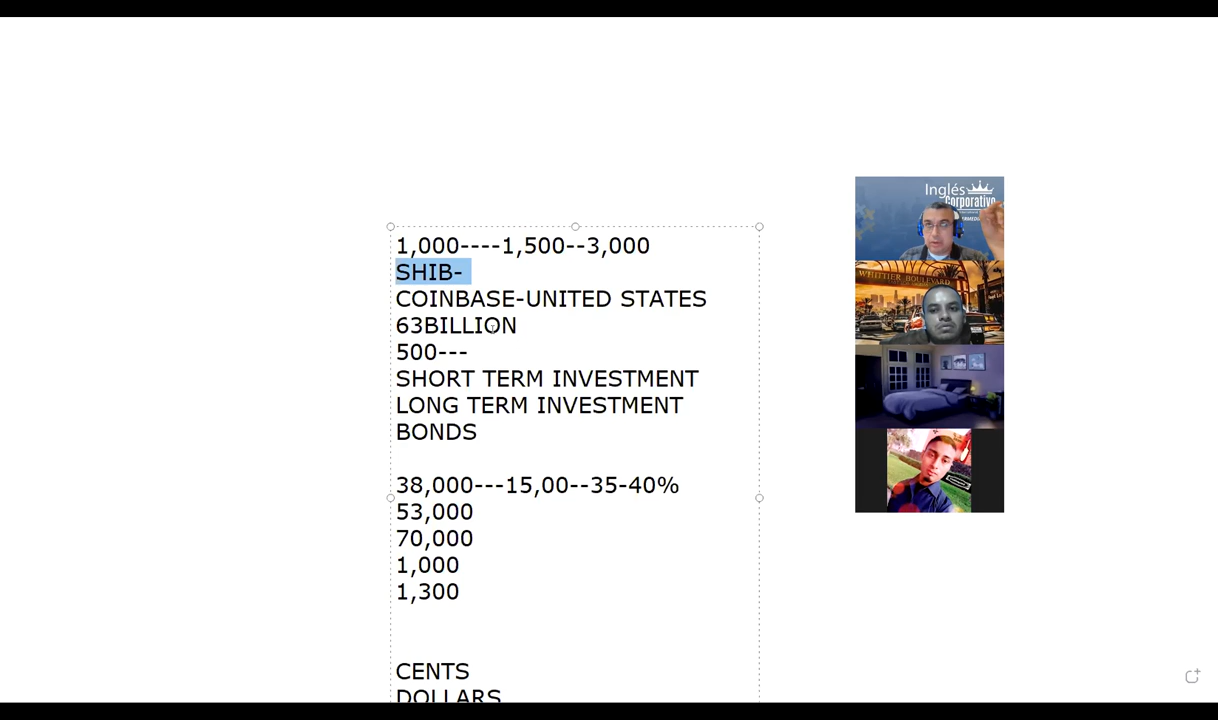 1,000----1,500--3,000
SHIB-
COINBASE-UNITED STATES
63BILLION
500---
SHORT TERM INVESTMENT
LONG TERM INVESTMENT
BONDS
38,000---15,00--35-40%
53,000
70,000
1,000
1,300
CENTS
DOLLARS
Inglés
Corporativo
WHITTIER BOULEVARD